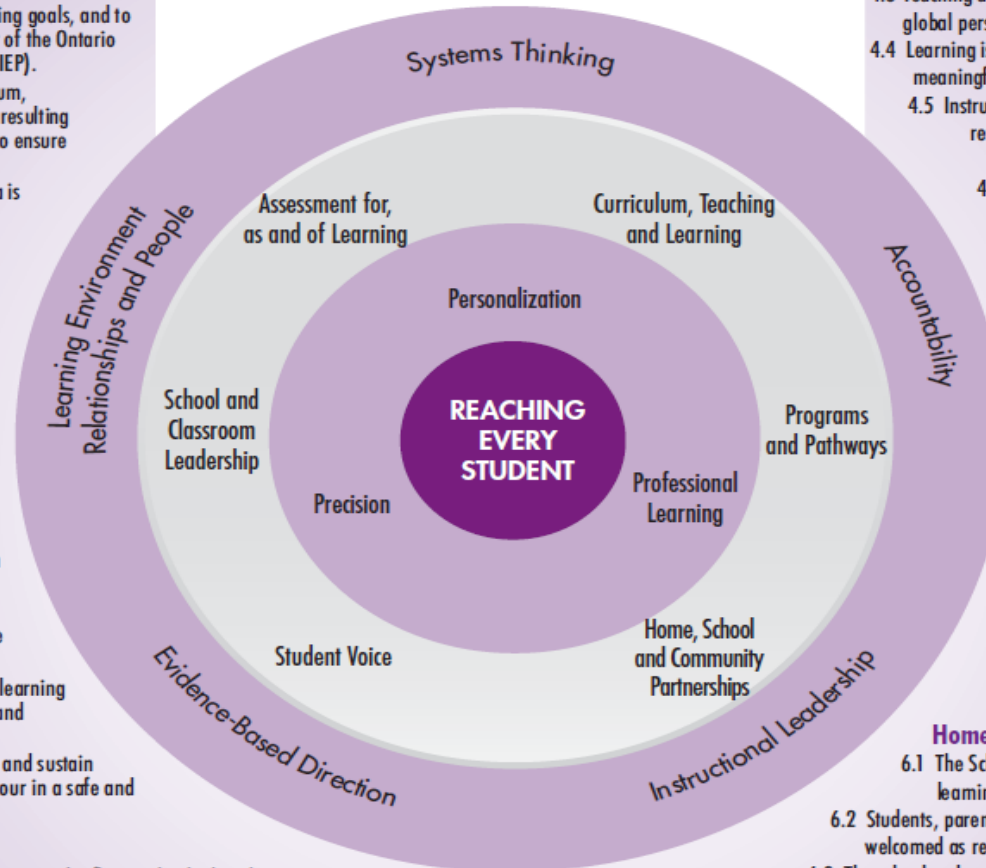 ing goals, and to
of the Ontario
IEP).
um,
resulting
o ensure
is
learning
and
and sustain
our in a safe and
Systems Thinking
Learning Environment
Relationships and People
Accountability
Evidence-Based Direction
Instructional Leadership
Assessment for,
as and of Learning
Curriculum, Teaching
and Learning
School and
Classroom
Leadership
Programs
and Pathways
Student Voice
Home, School
and Community
Partnerships
Personalization
Precision
Professional
Learning
REACHING
EVERY
STUDENT
global pers
4.4 Learning i
meaningf
4.5 Instru
re
4
Home
6.1 The Sc
learnin
6.2 Students, paren
welcomed as re